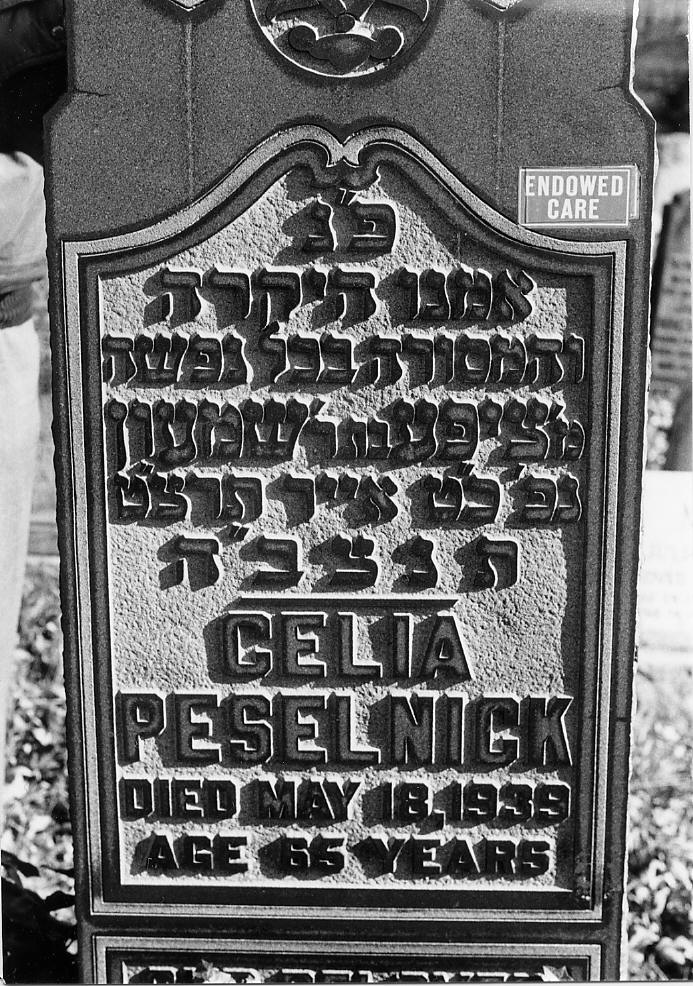 ENDOWED
CARE
פ״נ
אמנו היקרה
והמסורה בכל נפשה
מ׳ ציפע בת ר׳ שמעון
נפ׳ כ״ט אייר תרצ״ט
ת נ צ ב״ה
CELIA
PESELNICK
DIED MAY 18, 1939
AGE 65 YEARS